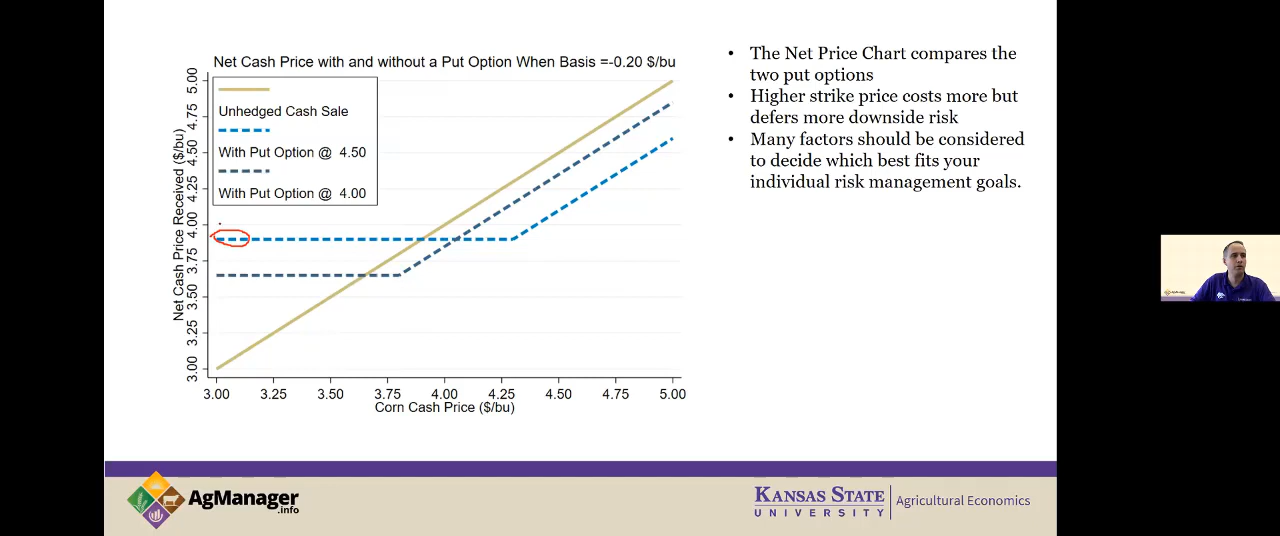 Net Cash Price with and without a Put Option When Basis =-0.20 $/bu
Unhedged Cash Sale
With Put Option @ 4.50
With Put Option @ 4.00
Net Cash Price Received ($/bu)
5.00
4.75
4.50
4.25
4.00
3.75
3.50
3.25
3.00
3.00 3.25 3.50 3.75 4.00 4.25 4.50 4.75 5.00
Corn Cash Price ($/bu)
• The Net Price Chart compares the
two put options
• Higher strike price costs more but
defers more downside risk
• Many factors should be considered
to decide which best fits your
individual risk management goals.
AgManager
.info
KANSAS STATE
UNIVERSITY
Agricultural Economics